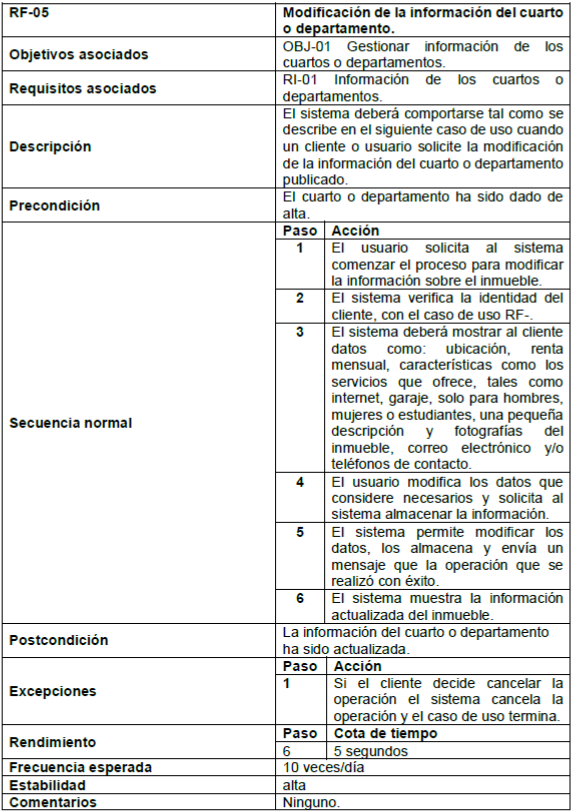 RF-05
Modificación de la información del cuarto
o departamento.
Objetivos asociados
OBJ-01 Gestionar información de los
cuartos o departamentos.
Requisitos asociados
RI-01 Información de los cuartos o
departamentos.
Descripción
El sistema deberá comportarse tal como se
describe en el siguiente caso de uso cuando
un cliente o usuario solicite la modificación
de la información del cuarto o departamento
publicado.
Precondición
El cuarto o departamento ha sido dado de
alta.
Secuencia normal
Paso Acción
1 El usuario solicita al sistema
comenzar el proceso para modificar
la información sobre el inmueble.
2 El sistema verifica la identidad del
cliente, con el caso de uso RF-.
3 El sistema deberá mostrar al cliente
datos como: ubicación, renta
mensual, características como los
servicios que ofrece, tales como
internet, garaje, solo para hombres,
mujeres o estudiantes, una pequeña
descripción y fotografías del
inmueble, correo electrónico y/o
teléfonos de contacto.
4 El usuario modifica los datos que
considere necesarios y solicita al
sistema almacenar la información.
5 El sistema permite modificar los
datos, los almacena y envía un
mensaje que la operación que se
realizó con éxito.
6 El sistema muestra la información
actualizada del inmueble.
Postcondición
La información del cuarto o departamento
ha sido actualizada.
Excepciones
Paso Acción
1 Si el cliente decide cancelar la
operación el sistema cancela la
operación y el caso de uso termina.
Rendimiento
Paso Cota de tiempo
6 5 segundos
Frecuencia esperada
10 veces/día
Estabilidad
alta
Comentarios
Ninguno.